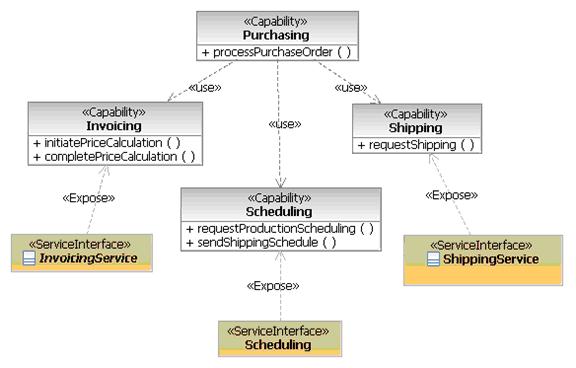 «Capability»
Purchasing
+ processPurchaseOrder ( )
«use»
«use»
«use»
«Capability»
Invoicing
+ initiatePriceCalculation ( )
+ completePriceCalculation ( )
«Capability»
Shipping
+ requestShipping ( )
«Expose»
«Capability»
Scheduling
+ requestProductionScheduling ( )
+ sendShippingSchedule ( )
«Expose»
«ServiceInterface»
InvoicingService
«ServiceInterface»
ShippingService
«Expose»
«ServiceInterface»
Scheduling